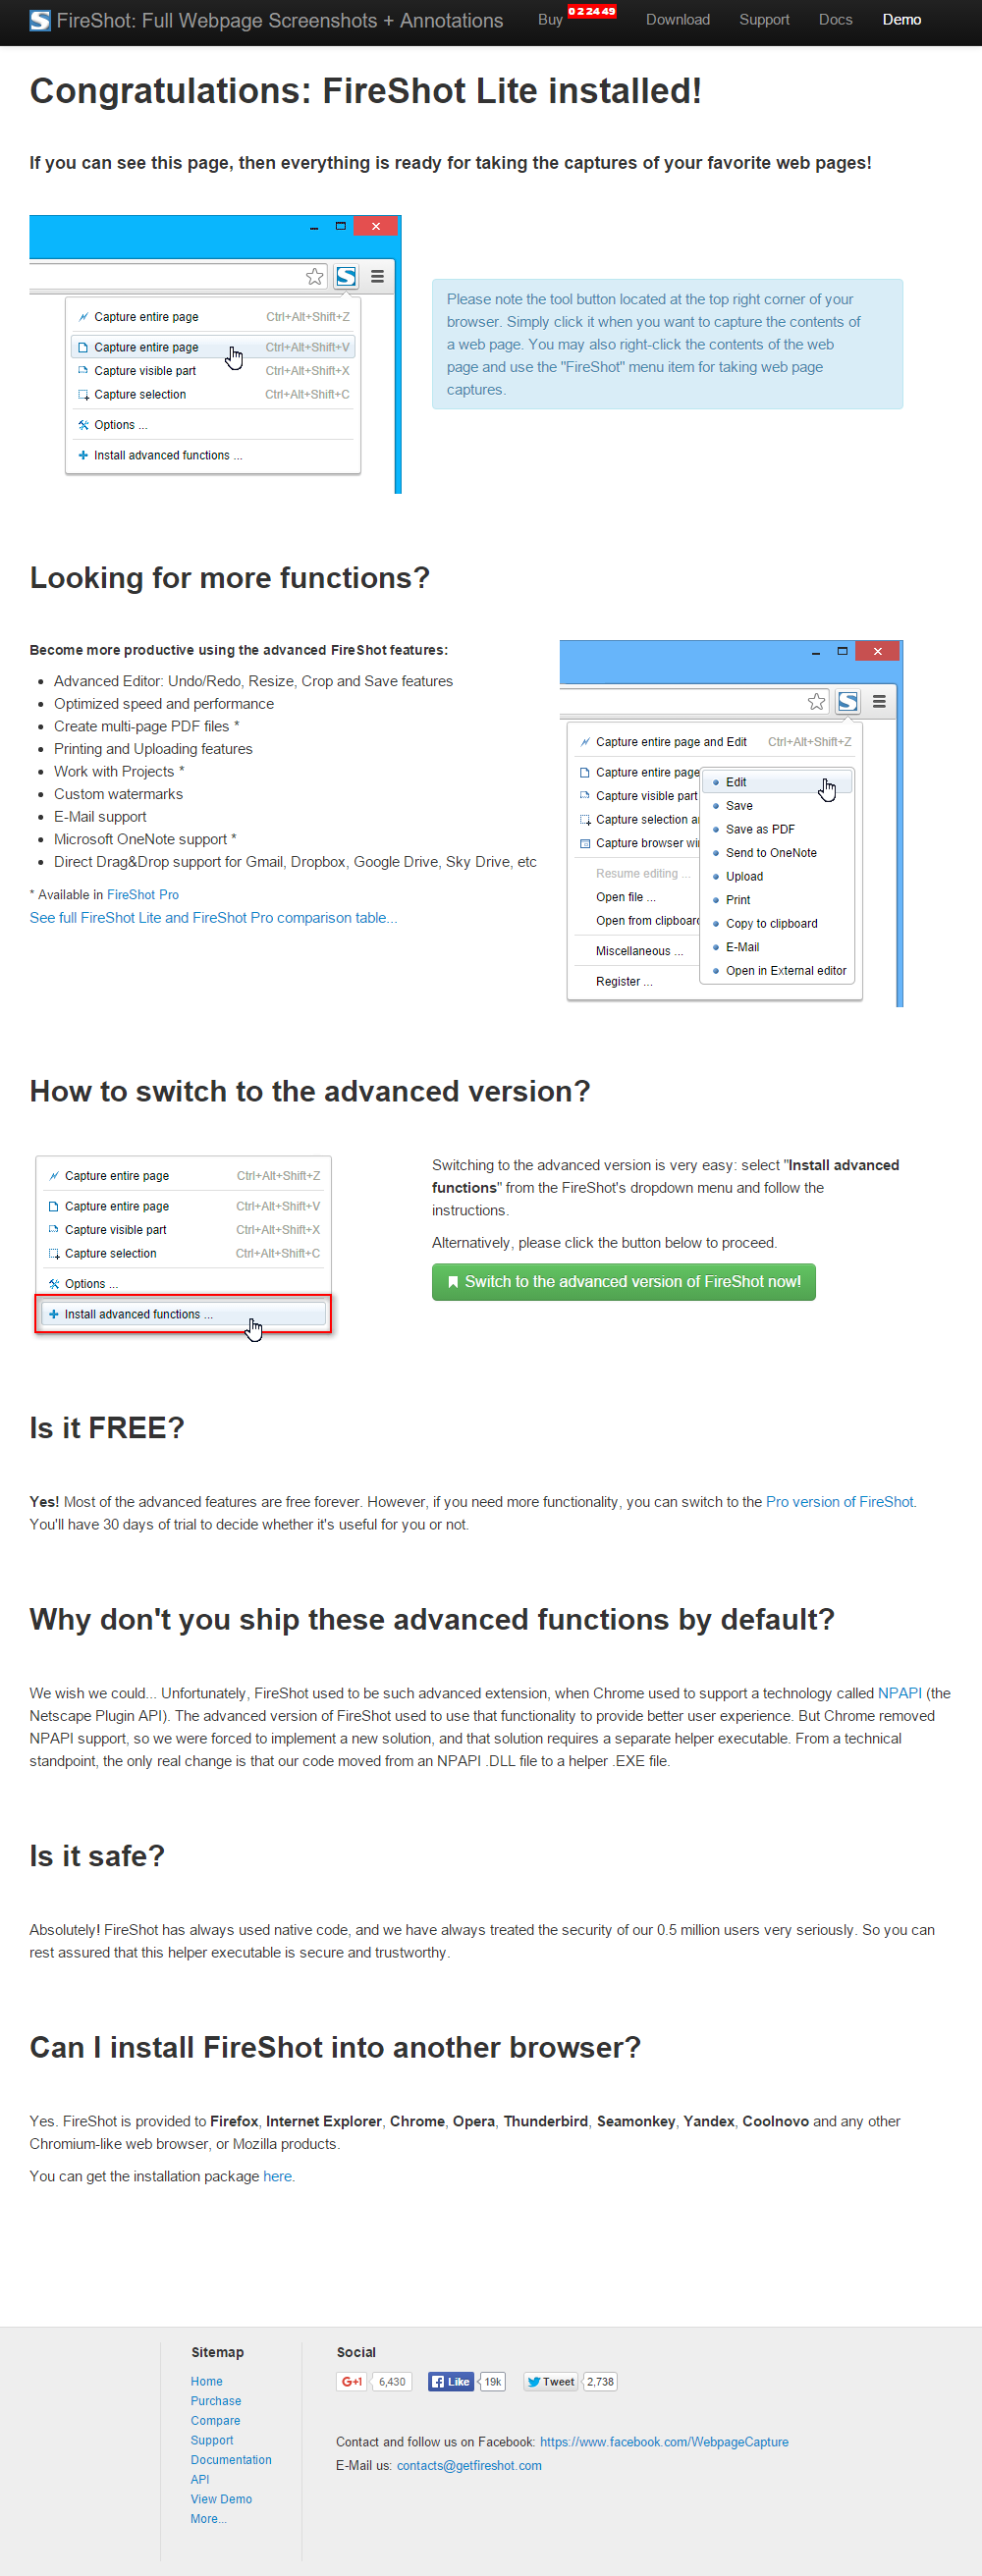 FireShot: Full Webpage Screenshots + Annotations Buy 0 2 24 49 Download Support Docs Demo
Congratulations: FireShot Lite installed!
If you can see this page, then everything is ready for taking the captures of your favorite web pages!
Capture entire page Ctrl+Alt+Shift+Z
Capture entire page Ctrl+Alt+Shift+V
Capture visible part Ctrl+Alt+Shift+X
Capture selection Ctrl+Alt+Shift+C
Options ...
Install advanced functions ...
Please note the tool button located at the top right corner of your
browser. Simply click it when you want to capture the contents of
a web page. You may also right-click the contents of the web
page and use the "FireShot" menu item for taking web page
captures.
Looking for more functions?
Become more productive using the advanced FireShot features:
Advanced Editor: Undo/Redo, Resize, Crop and Save features
Optimized speed and performance
Create multi-page PDF files *
Printing and Uploading features
Work with Projects *
Custom watermarks
E-Mail support
Microsoft OneNote support *
Direct Drag&Drop support for Gmail, Dropbox, Google Drive, Sky Drive, etc
* Available in FireShot Pro
See full FireShot Lite and FireShot Pro comparison table...
Capture entire page and Edit Ctrl+Alt+Shift+Z
Capture entire page
Capture visible part
Capture selection a
Capture browser wi
Resume editing ...
Open file ...
Open from clipboar
Miscellaneous ...
Register ...
Edit
Save
Save as PDF
Send to OneNote
Upload
Print
Copy to clipboard
E-Mail
Open in External editor
How to switch to the advanced version?
Capture entire page Ctrl+Alt+Shift+Z
Capture entire page Ctrl+Alt+Shift+V
Capture visible part Ctrl+Alt+Shift+X
Capture selection Ctrl+Alt+Shift+C
Options ...
Install advanced functions ...
Switching to the advanced version is very easy: select "Install advanced
functions" from the FireShot's dropdown menu and follow the
instructions.
Alternatively, please click the button below to proceed.
Switch to the advanced version of FireShot now!
Is it FREE?
Yes! Most of the advanced features are free forever. However, if you need more functionality, you can switch to the Pro version of FireShot.
You'll have 30 days of trial to decide whether it's useful for you or not.
Why don't you ship these advanced functions by default?
We wish we could... Unfortunately, FireShot used to be such advanced extension, when Chrome used to support a technology called NPAPI (the
Netscape Plugin API). The advanced version of FireShot used to use that functionality to provide better user experience. But Chrome removed
NPAPI support, so we were forced to implement a new solution, and that solution requires a separate helper executable. From a technical
standpoint, the only real change is that our code moved from an NPAPI .DLL file to a helper .EXE file.
Is it safe?
Absolutely! FireShot has always used native code, and we have always treated the security of our 0.5 million users very seriously. So you can
rest assured that this helper executable is secure and trustworthy.
Can I install FireShot into another browser?
Yes. FireShot is provided to Firefox, Internet Explorer, Chrome, Opera, Thunderbird, Seamonkey, Yandex, Coolnovo and any other
Chromium-like web browser, or Mozilla products.
You can get the installation package here.
Sitemap
Home
Purchase
Compare
Support
Documentation
API
View Demo
More...
Social
G+1 6,430 Like 19k Tweet 2,738
Contact and follow us on Facebook: https://www.facebook.com/WebpageCapture
E-Mail us: contacts@getfireshot.com